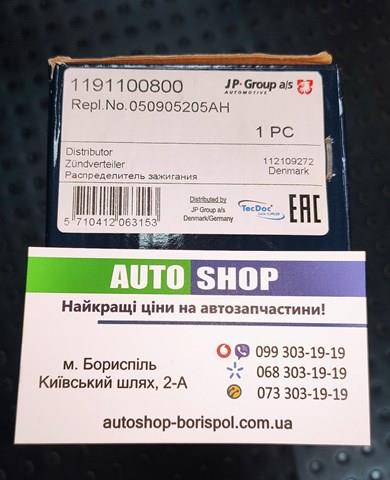 1191100800
JP Group a/s
AUTOMOTIVE
Repl.No.050905205AH
1 PC
Distributor
Zündverteiler
Распределитель зажигания
112109272
Denmark
5 710412 063153
Distributed by
JP Group a/s
Denmark/Germany
TecDoc
EAC
AUTO SHOP
Найкращі ціни на автозапчастини!
м. Бориспіль
Київський шлях, 2-А
099 303-19-19
068 303-19-19
073 303-19-19
autoshop-borispol.com.ua